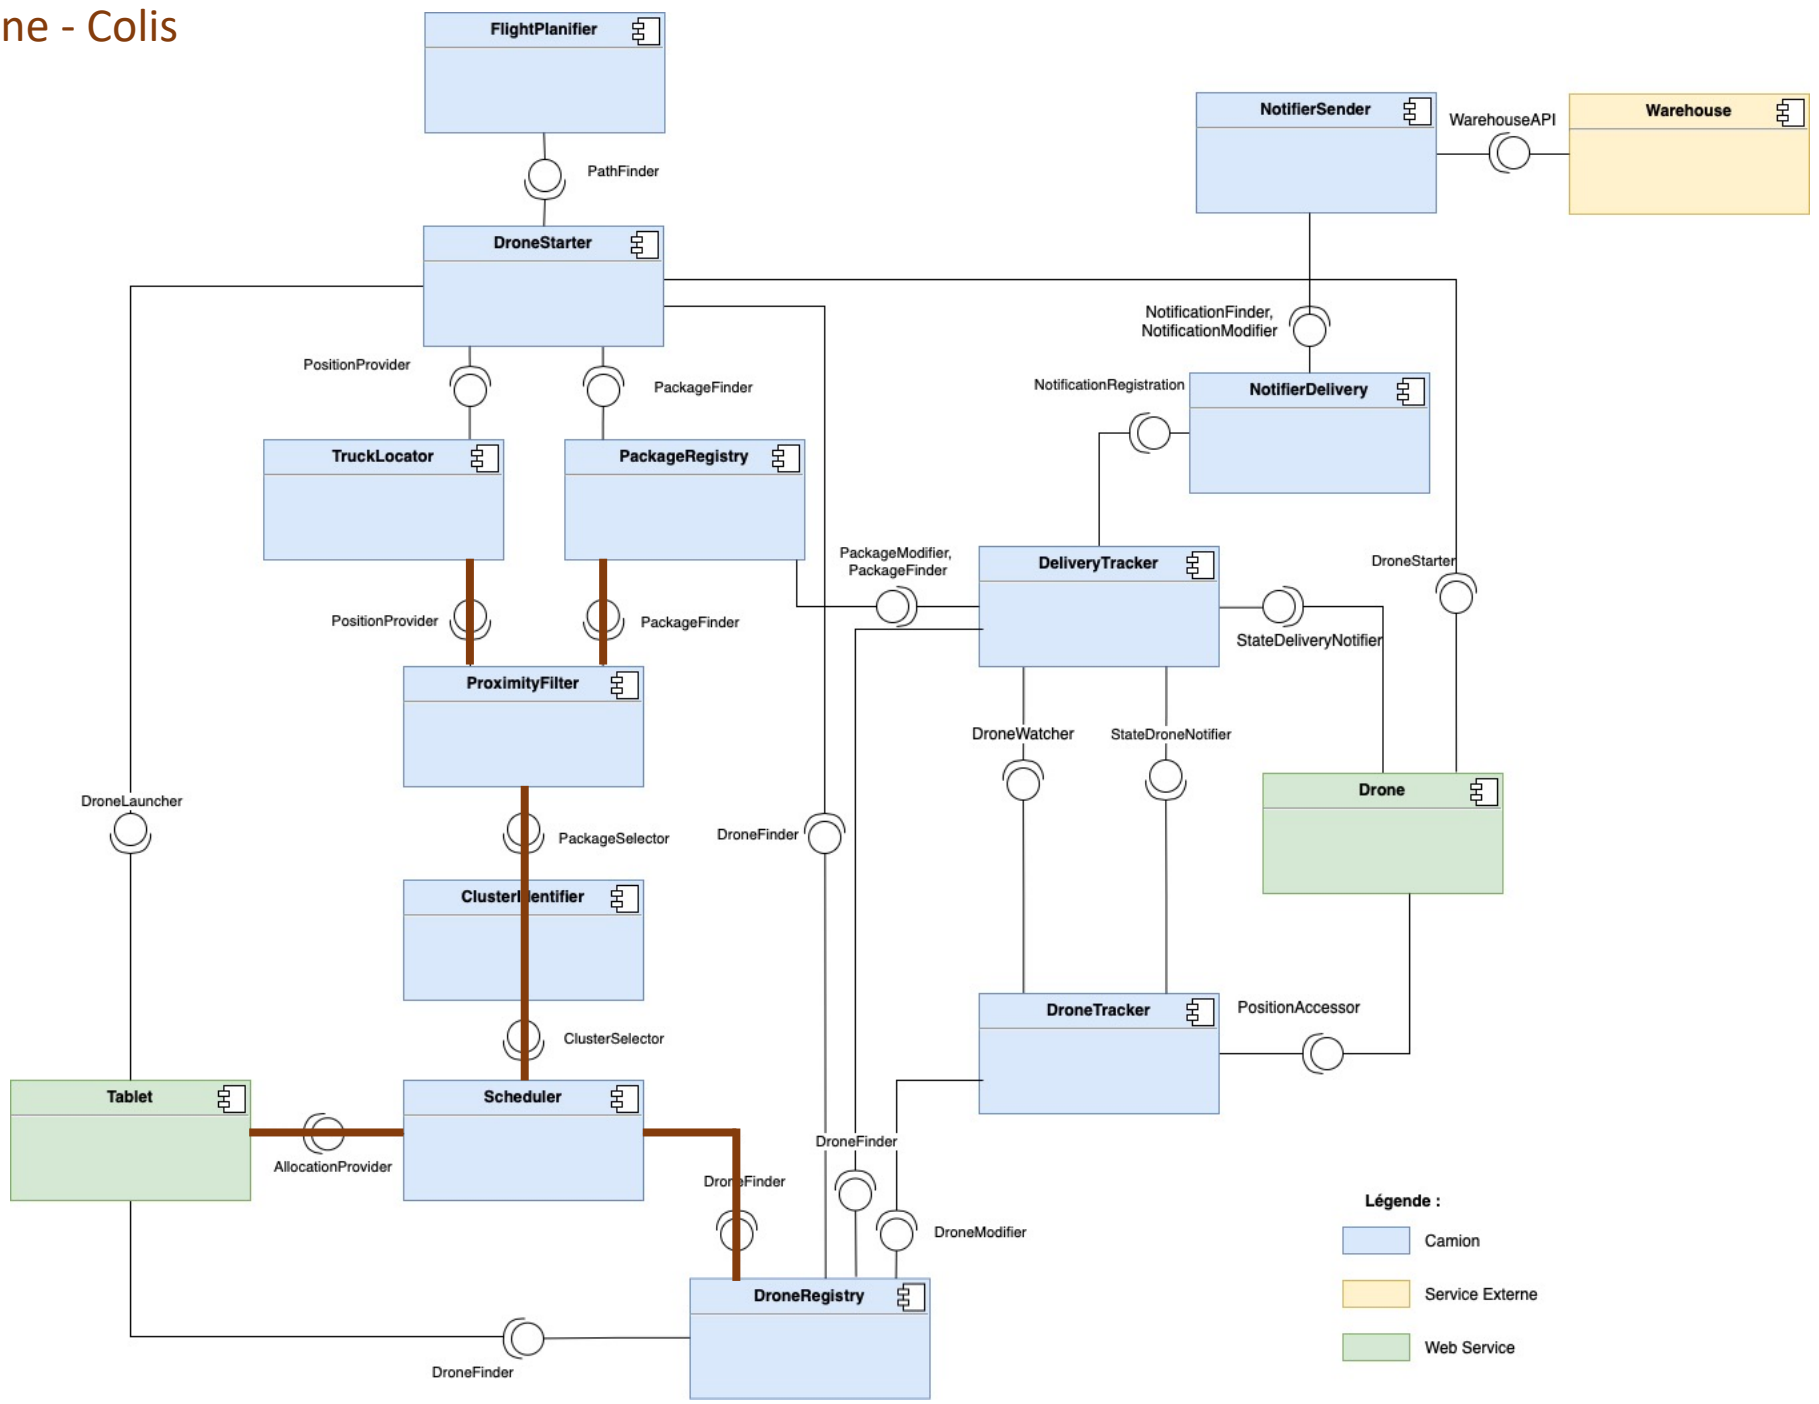 ne - Colis
FlightPlanifier
NotifierSender
WarehouseAPI
Warehouse
PathFinder
DroneStarter
NotificationFinder,
NotificationModifier
PositionProvider
PackageFinder
NotificationRegistration
NotifierDelivery
TruckLocator
PackageRegistry
PackageModifier,
PackageFinder
DeliveryTracker
DroneStarter
PositionProvider
PackageFinder
StateDeliveryNotifier
ProximityFilter
DroneWatcher
StateDroneNotifier
Drone
DroneLauncher
PackageSelector
DroneFinder
ClusterIdentifier
DroneTracker
PositionAccessor
ClusterSelector
Tablet
Scheduler
AllocationProvider
DroneFinder
DroneFinder
DroneModifier
Légende :
Camion
DroneRegistry
Service Externe
Web Service
DroneFinder